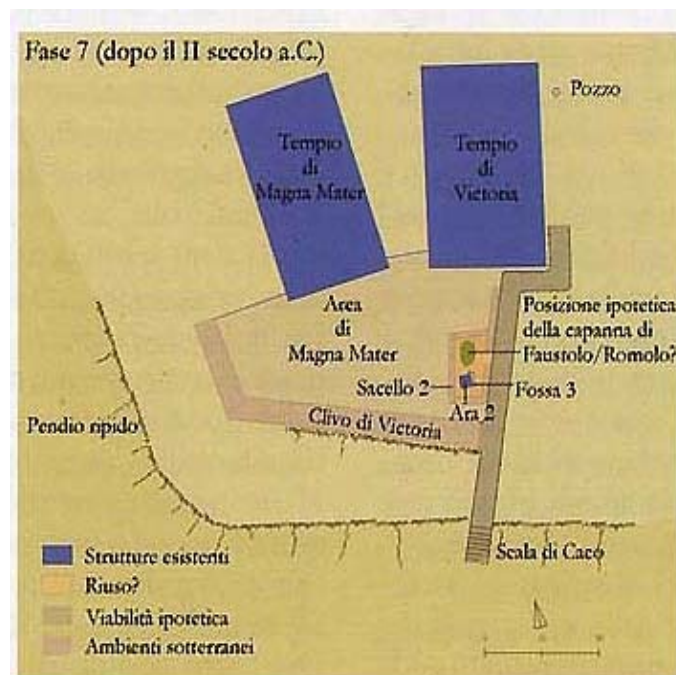 Fase 7 (dopo il II secolo a.C.)
Pozzo
Tempio
di
Magna Mater
Tempio
di
Victoria
Area
di
Magna Mater
Posizione ipotetica
della capanna di
Faustolo/Romolo?
Sacello 2
Fossa 3
Ara 2
Clivo di Victoria
Pendio ripido
Scala di Caco
Strutture esistenti
Riuso?
Viabilità ipotetica
Ambienti sotterranei